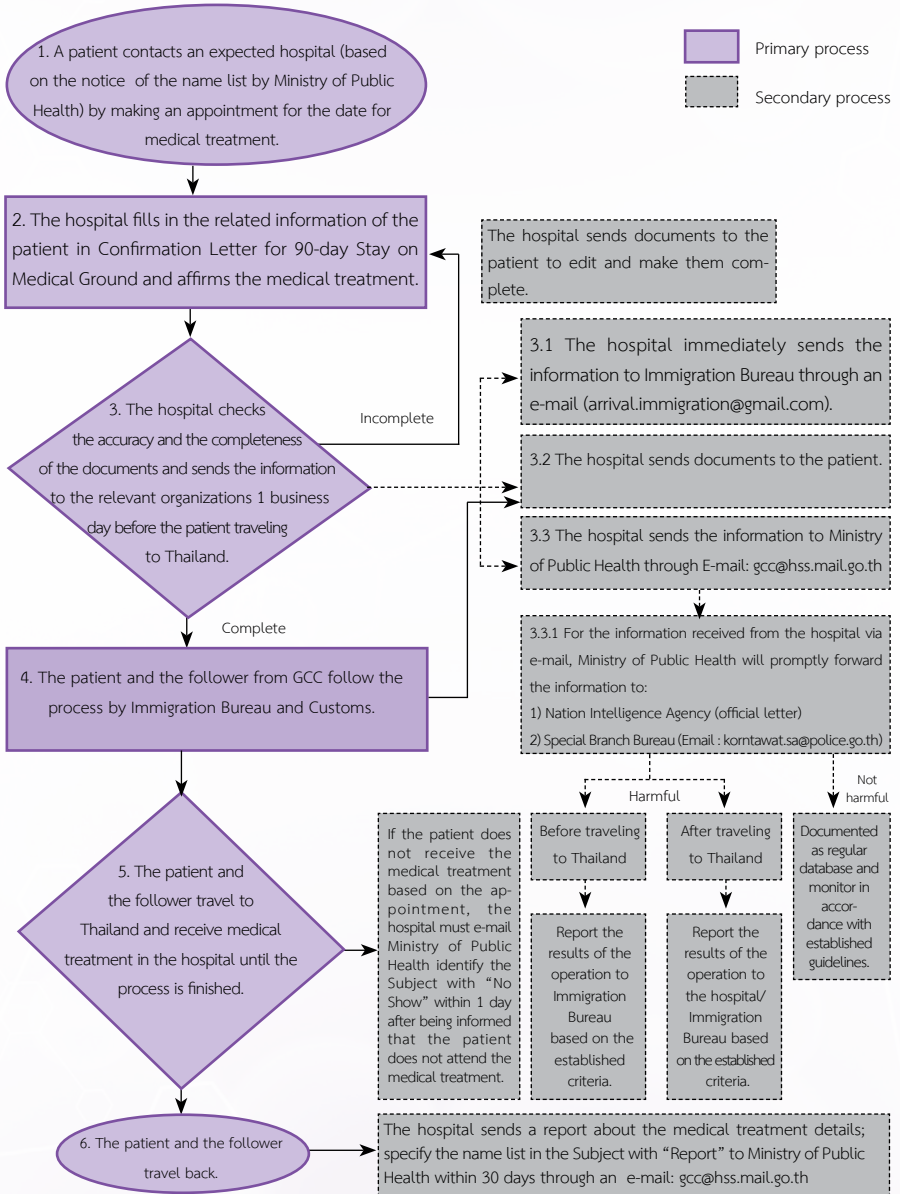 1. A patient contacts an expected hospital (based
on the notice of the name list by Ministry of Public
Health) by making an appointment for the date for
medical treatment.
Primary process
Secondary process
2. The hospital fills in the related information of the
patient in Confirmation Letter for 90-day Stay on
Medical Ground and affirms the medical treatment.
The hospital sends documents to the
patient to edit and make them com-
plete.
3. The hospital checks
the accuracy and the completeness
of the documents and sends the information
to the relevant organizations 1 business
day before the patient traveling
to Thailand.
Incomplete
Complete
3.1 The hospital immediately sends the
information to Immigration Bureau through an
e-mail (arrival.immigration@gmail.com).
3.2 The hospital sends documents to the patient.
3.3 The hospital sends the information to Ministry
of Public Health through E-mail: gcc@hss.mail.go.th
3.3.1 For the information received from the hospital via
e-mail, Ministry of Public Health will promptly forward
the information to:
1) Nation Intelligence Agency (official letter)
2) Special Branch Bureau (Email : korntawat.sa@police.go.th)
4. The patient and the follower from GCC follow the
process by Immigration Bureau and Customs.
Harmful
Not
harmful
5. The patient and
the follower travel to
Thailand and receive medical
treatment in the hospital until the
process is finished.
If the patient does
not receive the
medical treatment
based on the ap-
pointment, the
hospital must e-mail
Ministry of Public
Health identify the
Subject with “No
Show” within 1 day
after being informed
that the patient
does not attend the
medical treatment.
Before traveling
to Thailand
After traveling
to Thailand
Documented
as regular
database and
monitor in
accor-
dance with
established
guidelines.
Report the
results of the
operation to
Immigration
Bureau
based on the
established
criteria.
Report the
results of the
operation to
the hospital/
Immigration
Bureau based
on the established
criteria.
6. The patient and the follower
travel back.
The hospital sends a report about the medical treatment details;
specify the name list in the Subject with “Report” to Ministry of Public
Health within 30 days through an e-mail: gcc@hss.mail.go.th